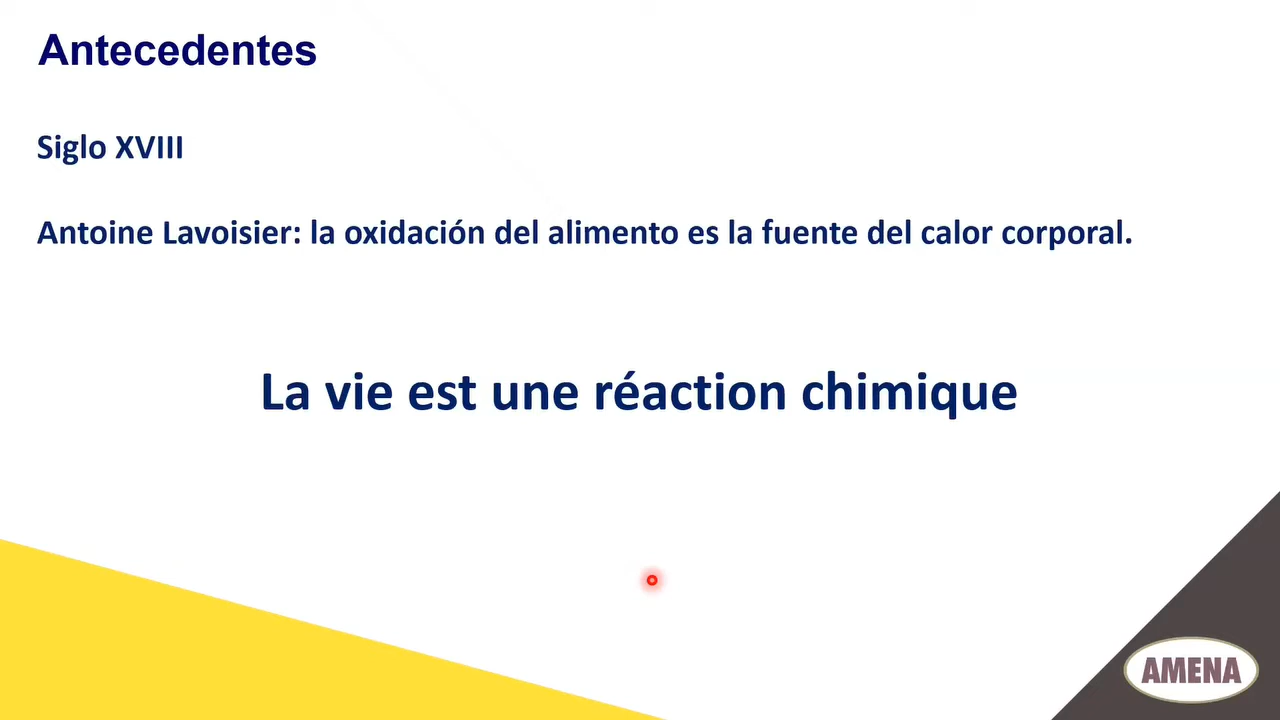 Antecedentes
Siglo XVIII
Antoine Lavoisier: la oxidación del alimento es la fuente del calor corporal.
La vie est une réaction chimique
AMENA